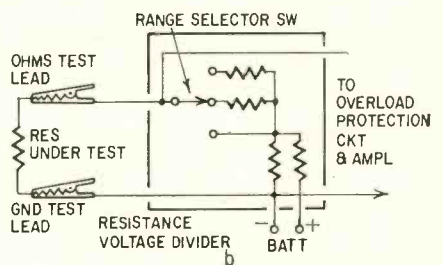 RANGE SELECTOR SW
OHMS TEST
LEAD
TO
OVERLOAD
PROTECTION
CKT
& AMPL
RES
UNDER TEST
GND TEST
LEAD
RESISTANCE
VOLTAGE DIVIDER
- +
BATT
b